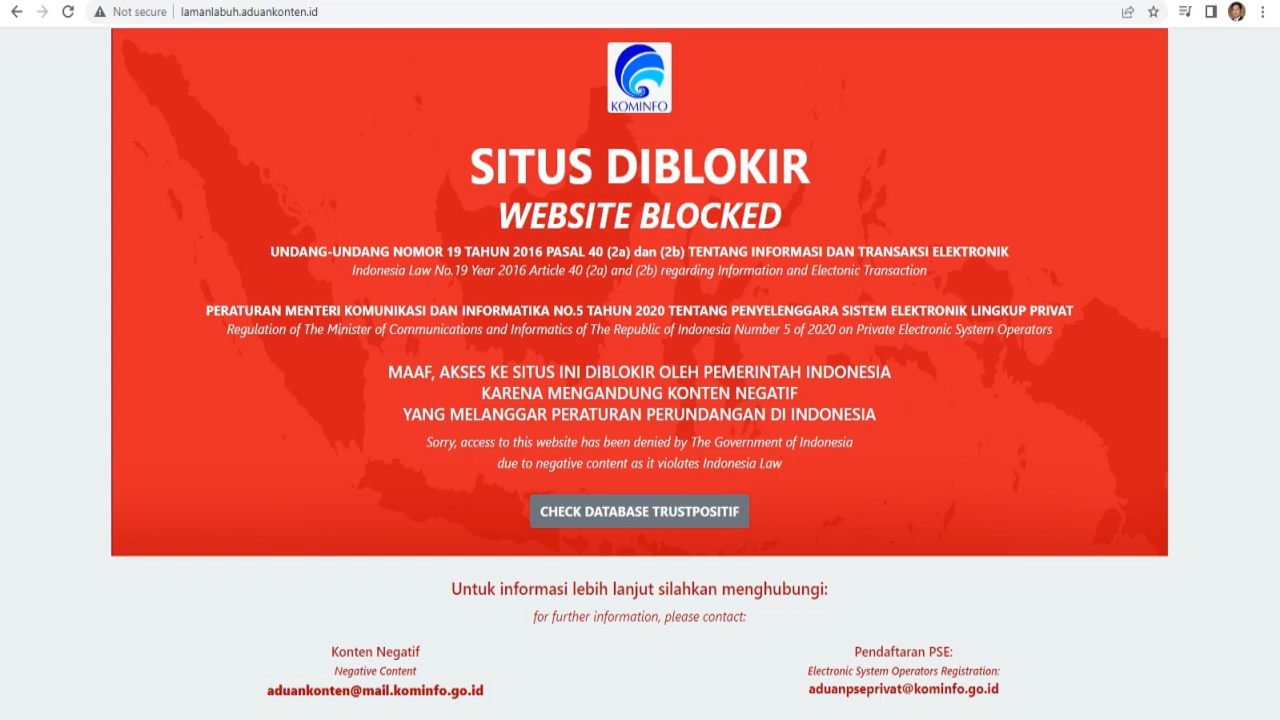 Not secure
lamanlabuh.aduankonten.id
KOMINFO
SITUS DIBLOKIR
WEBSITE BLOCKED
UNDANG-UNDANG NOMOR 19 TAHUN 2016 PASAL 40 (2a) dan (2b) TENTANG INFORMASI DAN TRANSAKSI ELEKTRONIK
Indonesia Law No.19 Year 2016 Article 40 (2a) and (2b) regarding Information and Electonic Transaction
PERATURAN MENTERI KOMUNIKASI DAN INFORMATIKA NO.5 TAHUN 2020 TENTANG PENYELENGGARA SISTEM ELEKTRONIK LINGKUP PRIVAT
Regulation of The Minister of Communications and Informatics of The Republic of Indonesia Number 5 of 2020 on Private Electronic System Operators
MAAF, AKSES KE SITUS INI DIBLOKIR OLEH PEMERINTAH INDONESIA
KARENA MENGANDUNG KONTEN NEGATIF
YANG MELANGGAR PERATURAN PERUNDANGAN DI INDONESIA
Sorry, access to this website has been denied by The Government of Indonesia
due to negative content as it violates Indonesia Law
CHECK DATABASE TRUSTPOSITIF
Untuk informasi lebih lanjut silahkan menghubungi:
for further information, please contact:
Konten Negatif
Negative Content
aduankonten@mail.kominfo.go.id
Pendaftaran PSE:
Electronic System Operators Registration:
aduanpseprivat@kominfo.go.id